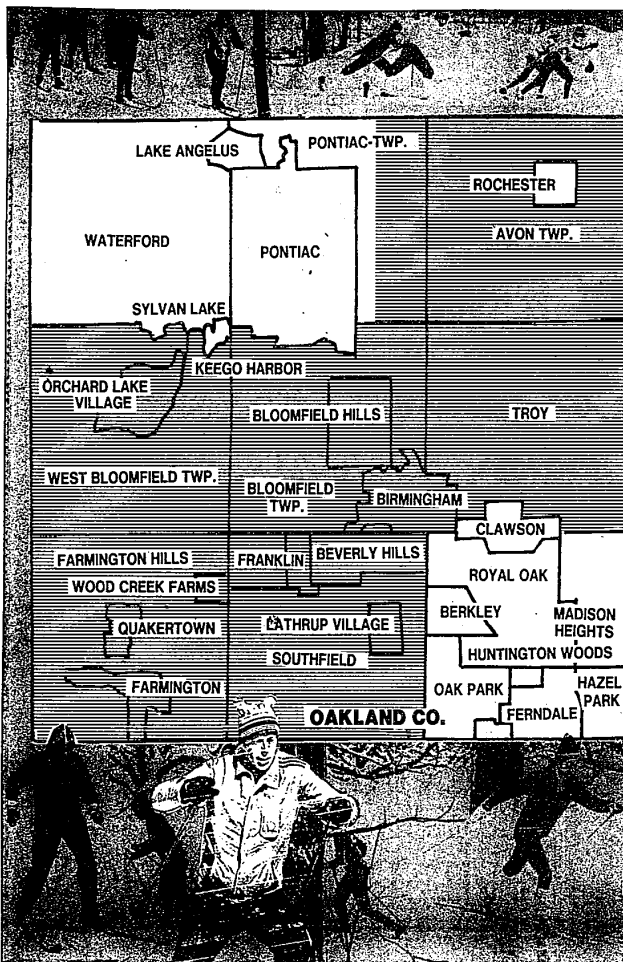 LAKE ANGELUS
PONTIAC-TWP.
ROCHESTER
AVON TWP.
WATERFORD
PONTIAC
SYLVAN LAKE
KEEGO HARBOR
ORCHARD LAKE
VILLAGE
BLOOMFIELD HILLS
TROY
WEST BLOOMFIELD TWP.
BLOOMFIELD
TWP.
BIRMINGHAM
CLAWSON
FARMINGTON HILLS
FRANKLIN
BEVERLY HILLS
ROYAL OAK
WOOD CREEK FARMS
BERKLEY
MADISON
HEIGHTS
QUAKERTOWN
LATHRUP VILLAGE
HUNTINGTON WOODS
SOUTHFIELD
FARMINGTON
OAK PARK
HAZEL
PARK
FERNDALE
OAKLAND CO.